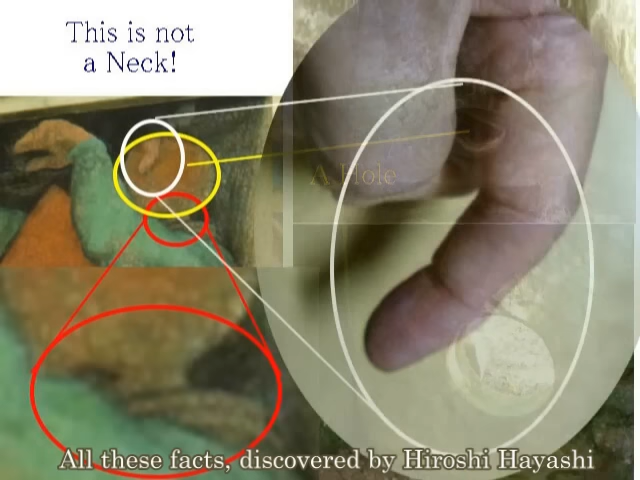 This is not
a Neck!
A Hole
All these facts, discovered by Hiroshi Hayashi